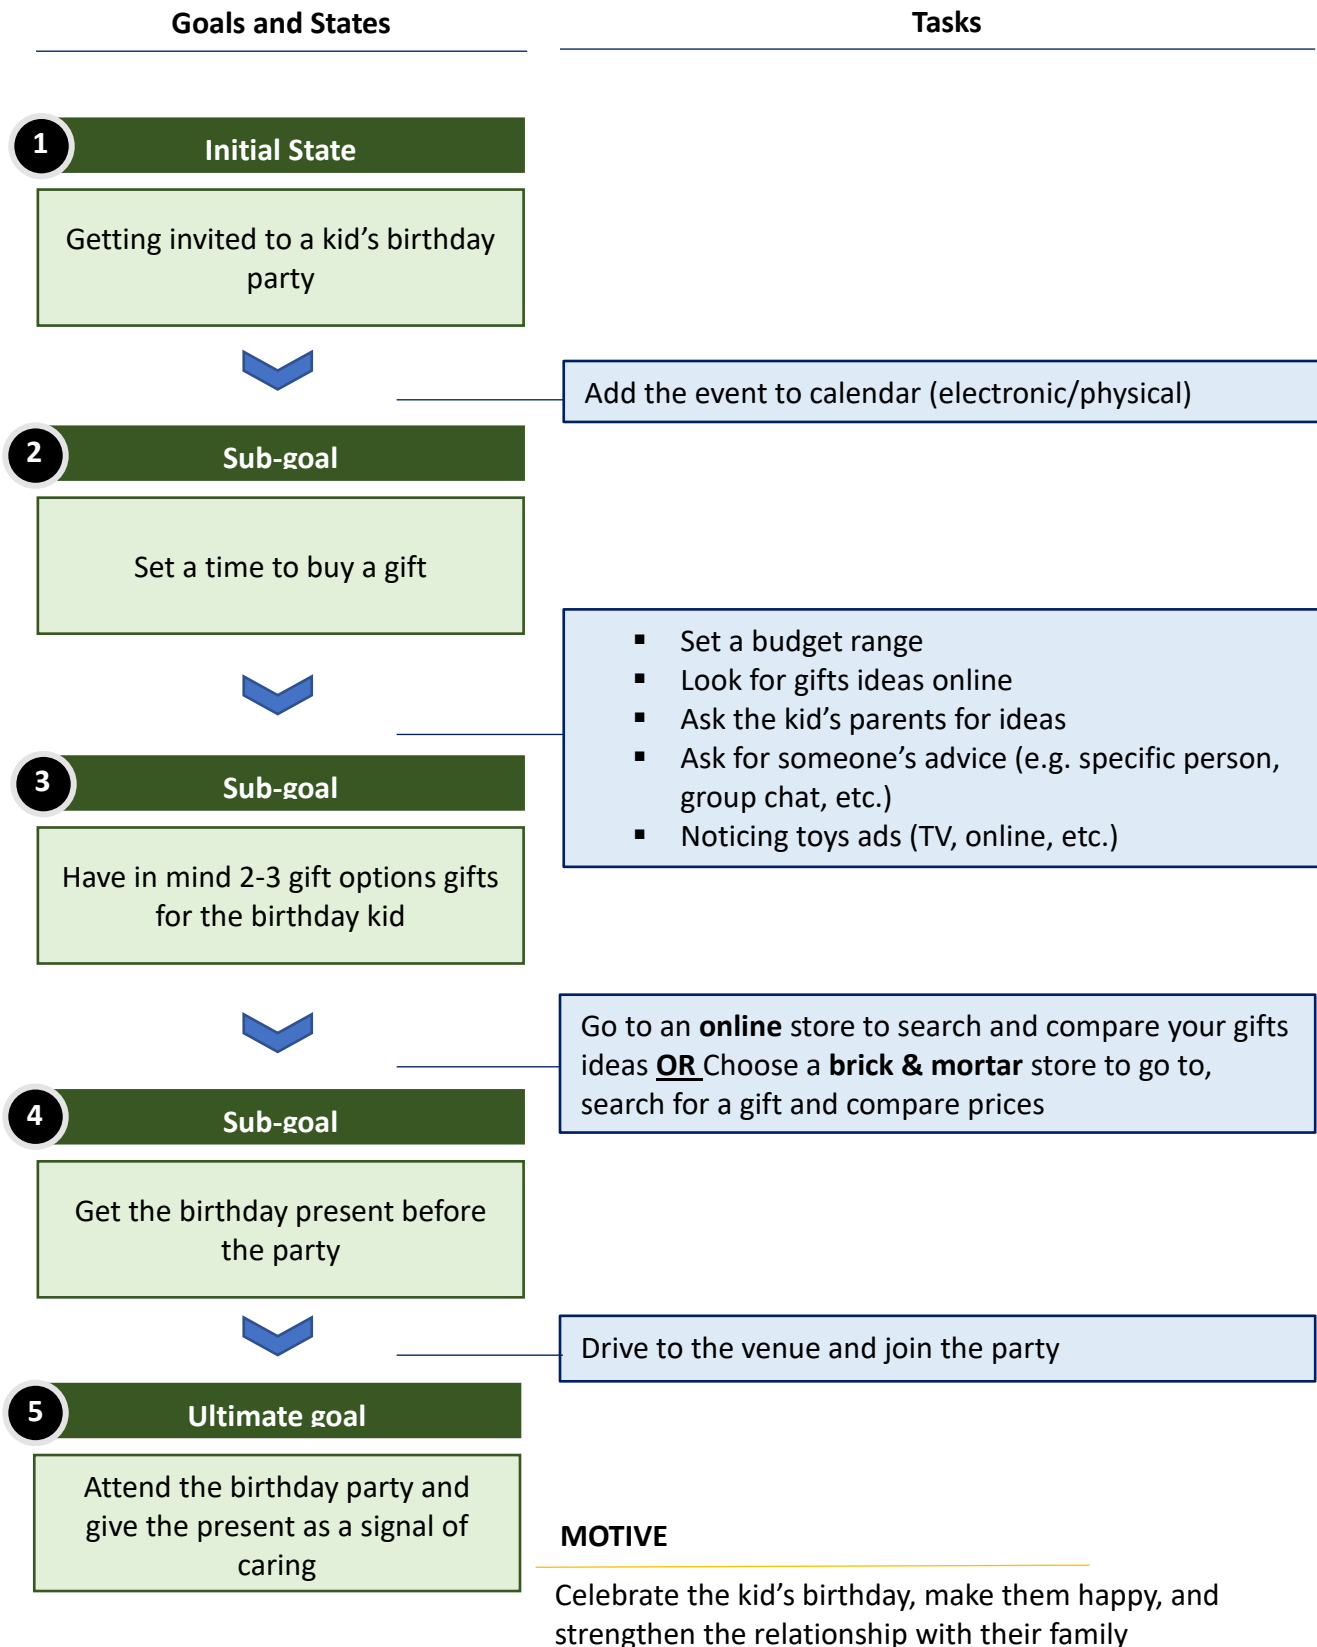 Goals and States
Tasks
1
Initial State
Getting invited to a kid’s birthday
party
Add the event to calendar (electronic/physical)
2
Sub-goal
Set a time to buy a gift
▪ Set a budget range
▪ Look for gifts ideas online
▪ Ask the kid’s parents for ideas
▪ Ask for someone’s advice (e.g. specific person,
group chat, etc.)
▪ Noticing toys ads (TV, online, etc.)
3
Sub-goal
Have in mind 2-3 gift options gifts
for the birthday kid
Go to an online store to search and compare your gifts
ideas OR Choose a brick & mortar store to go to,
search for a gift and compare prices
4
Sub-goal
Get the birthday present before
the party
Drive to the venue and join the party
5
Ultimate goal
Attend the birthday party and
give the present as a signal of
caring
MOTIVE
Celebrate the kid’s birthday, make them happy, and
strengthen the relationship with their family